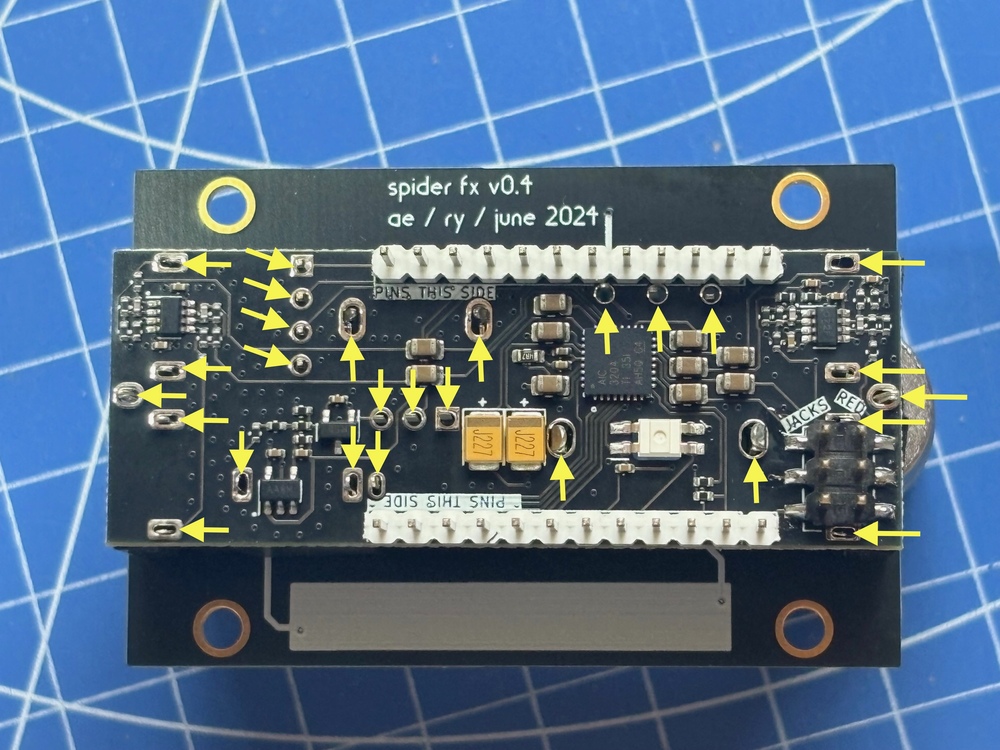 spider fx v0.4
ae / ry / june 2024
PINS THIS SIDE
JACKS RED
J227
J227
PINS THIS SIDE